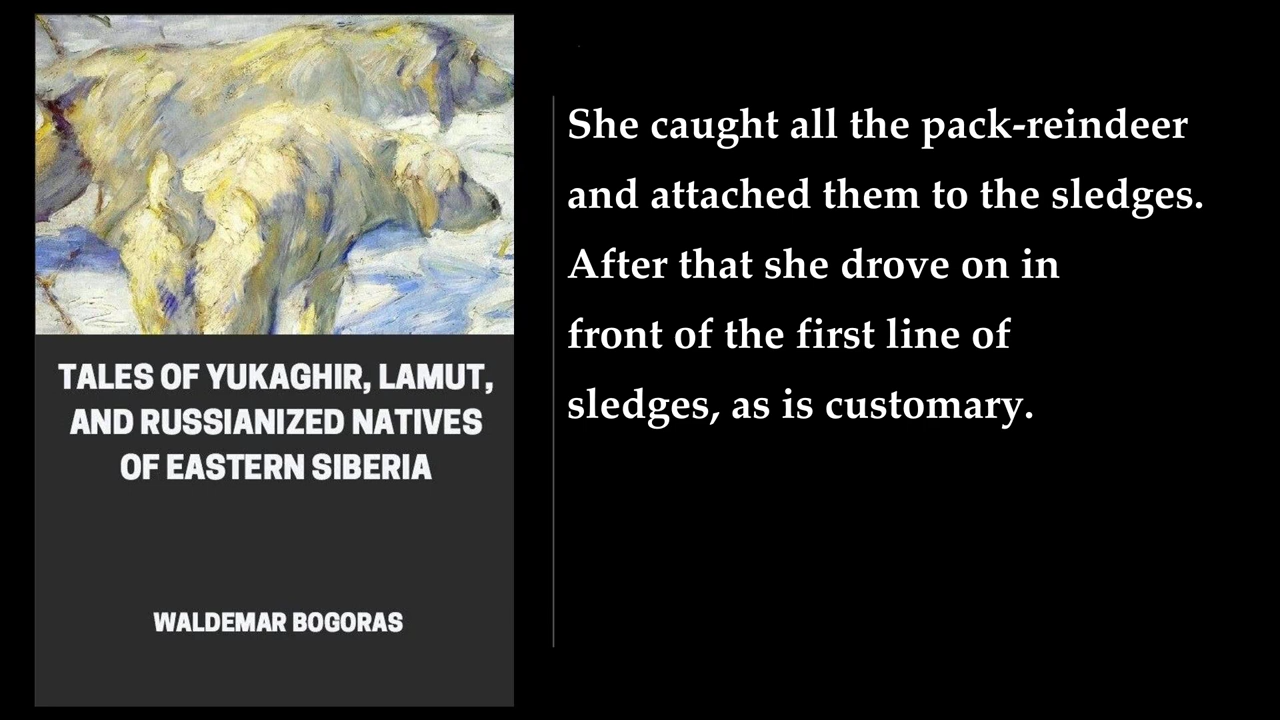 TALES OF YUKAGHIR, LAMUT,
AND RUSSIANIZED NATIVES
OF EASTERN SIBERIA
WALDEMAR BOGORAS
She caught all the pack-reindeer
and attached them to the sledges.
After that she drove on in
front of the first line of
sledges, as is customary.